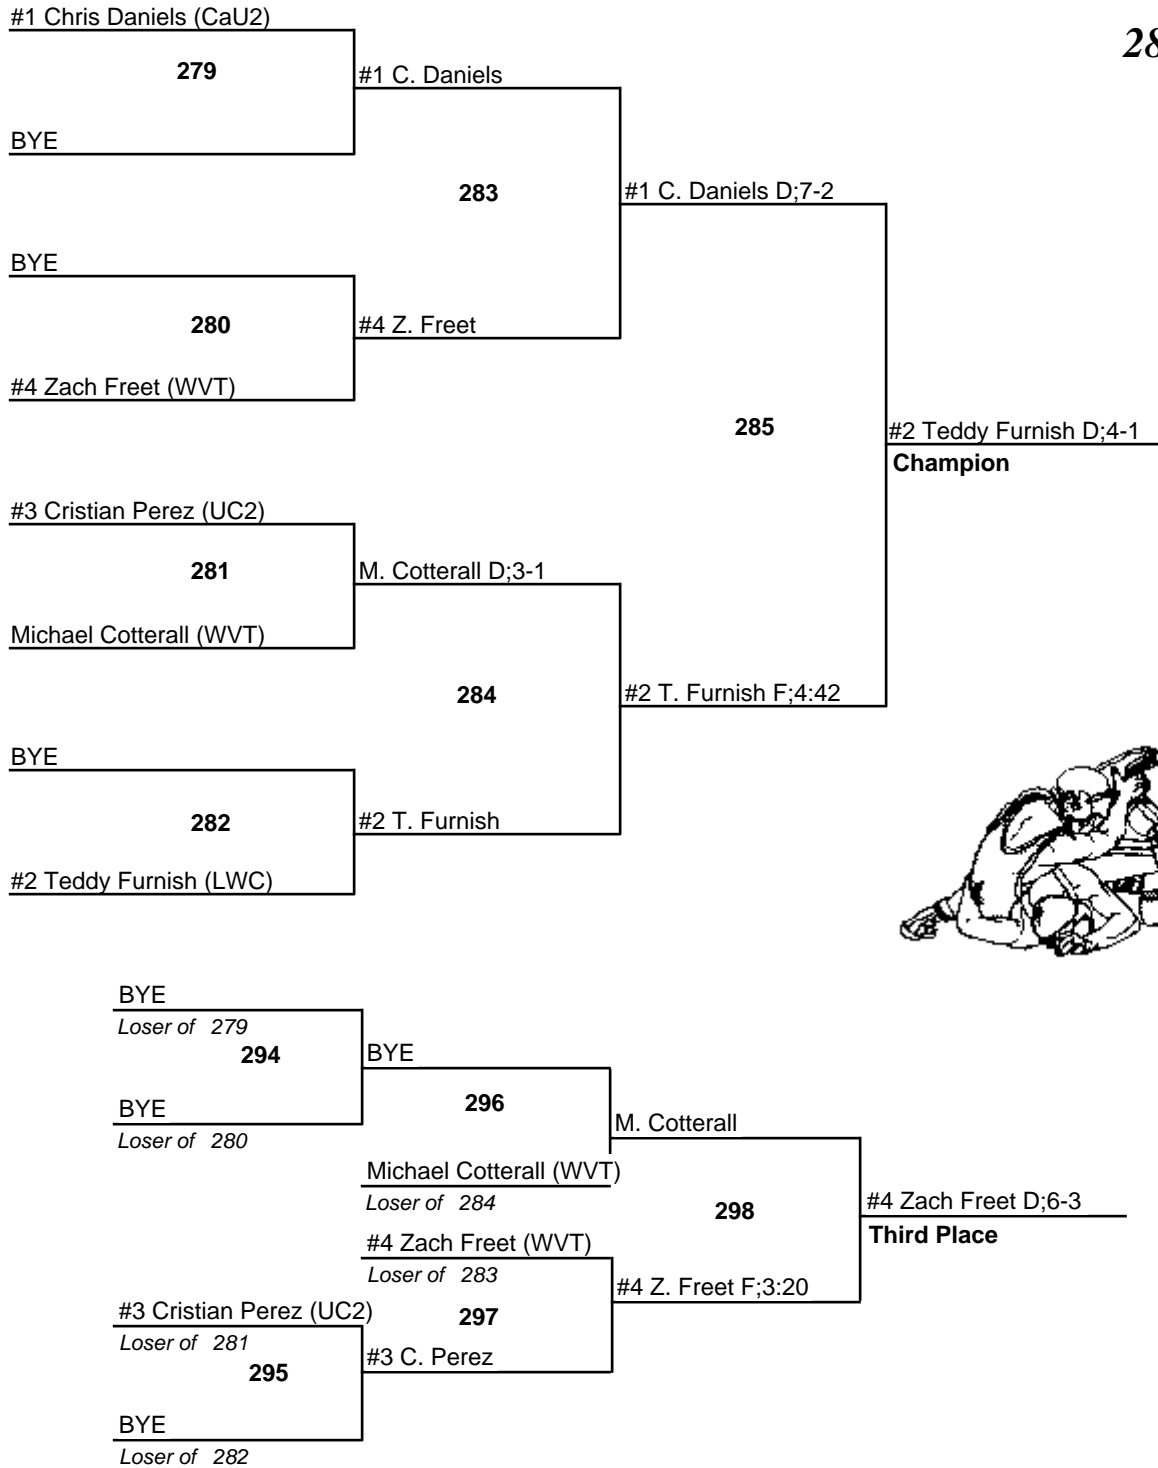 #1 Chris Daniels (CaU2)
28
279
#1 C. Daniels
BYE
283
#1 C. Daniels D;7-2
BYE
280
#4 Z. Freet
#4 Zach Freet (WVT)
285
#2 Teddy Furnish D;4-1
Champion
#3 Cristian Perez (UC2)
281
M. Cotterall D;3-1
Michael Cotterall (WVT)
284
#2 T. Furnish F;4:42
BYE
282
#2 T. Furnish
#2 Teddy Furnish (LWC)
BYE
Loser of 279
294
BYE
296
BYE
Loser of 280
M. Cotterall
Michael Cotterall (WVT)
Loser of 284
298
#4 Zach Freet D;6-3
Third Place
#4 Zach Freet (WVT)
Loser of 283
#4 Z. Freet F;3:20
297
#3 Cristian Perez (UC2)
Loser of 281
295
#3 C. Perez
BYE
Loser of 282